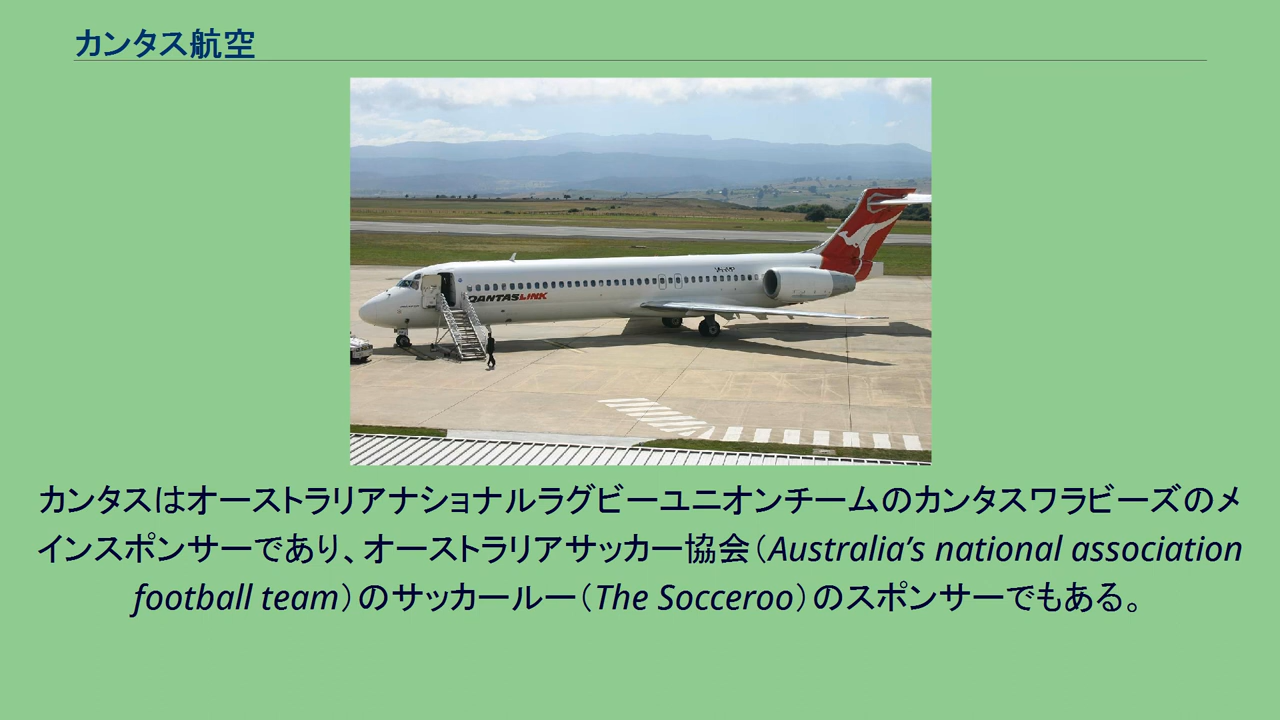 カンタス航空
QANTASLINK
カンタスはオーストラリアナショナルラグビーユニオンチームのカンタスワラビーズのメ
インスポンサーであり、オーストラリアサッカー協会（Australia’s national association
football team）のサッカールー（The Socceroo）のスポンサーでもある。